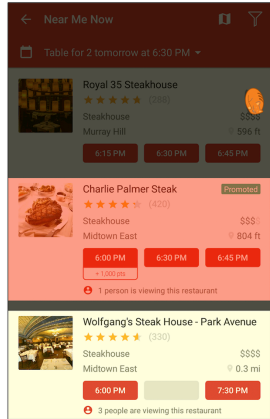 Near Me Now
Table for 2 tomorrow at 6:30 PM
Royal 35 Steakhouse
(286)
Steakhouse $$$$
Murray Hill 596 ft
6:15 PM 6:30 PM 6:45 PM
Charlie Palmer Steak Promoted
(420)
Steakhouse $$$$
Midtown East 804 ft
6:00 PM 6:30 PM 6:45 PM
+ 1,000 pts
1 person is viewing this restaurant
Wolfgang's Steak House - Park Avenue
(330)
Steakhouse $$$$
Midtown East 0.3 mi
6:00 PM 7:30 PM
3 people are viewing this restaurant